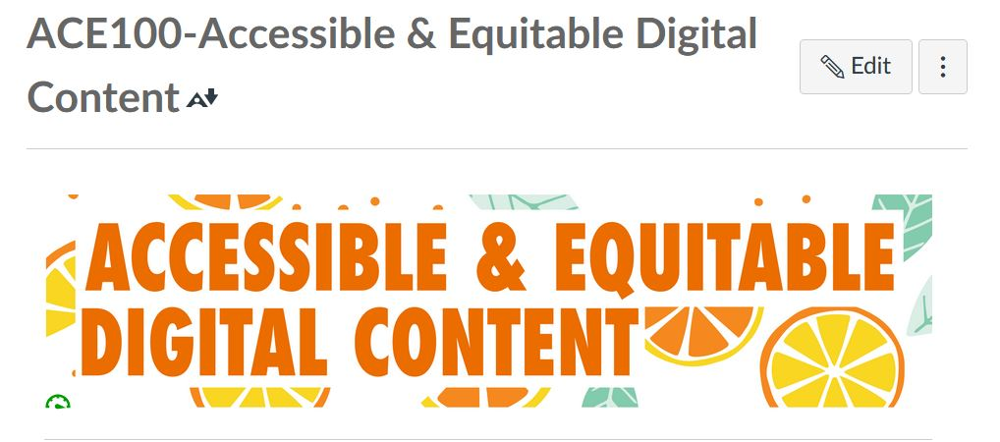 ACE100-Accessible & Equitable Digital
Content
Edit
ACCESSIBLE & EQUITABLE
DIGITAL CONTENT